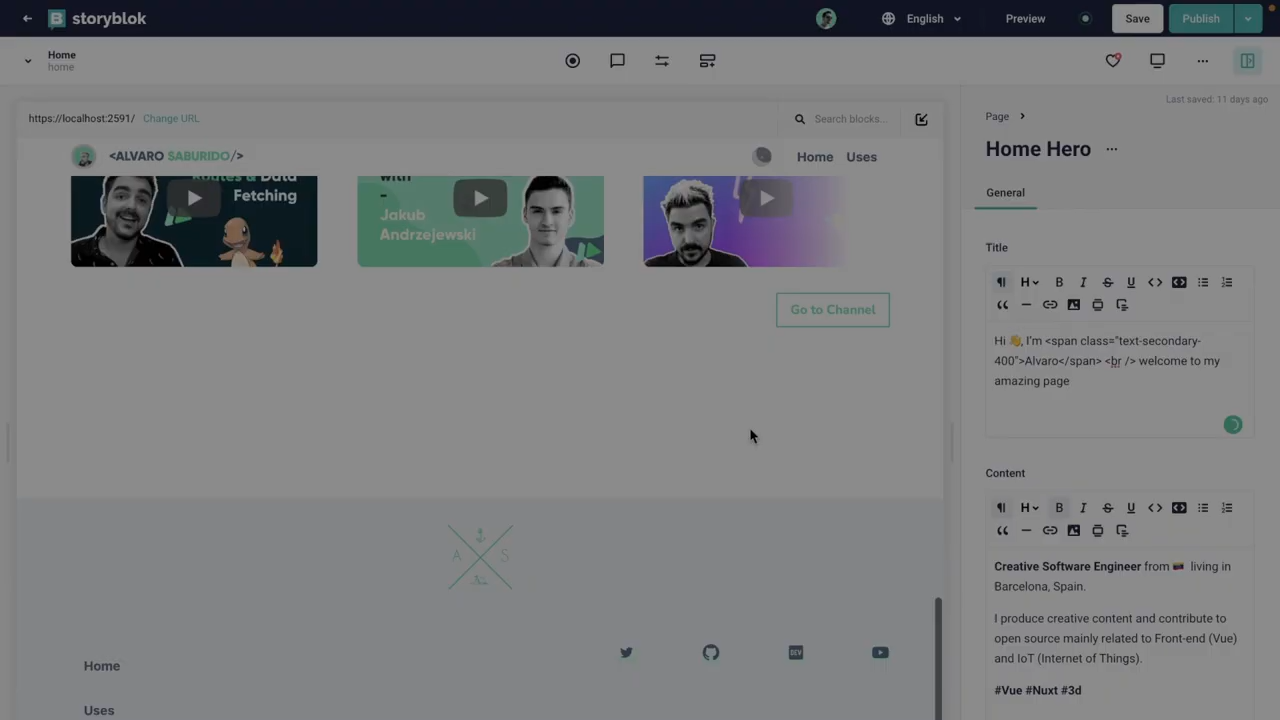 storyblok
English
Preview
Save
Publish
Home
home
Last saved: 11 days ago
https://localhost:2591/ Change URL
Search blocks...
Page
<ALVARO SABURIDO/>
Home Uses
Home Hero
General
Routes & Data
Fetching
with
-
Jakub
Andrzejewski
Go to Channel
Title
H B I S U
Hi 👋, I'm <span class="text-secondary-
400">Alvaro</span> <br /> welcome to my
amazing page
Content
H B I S U
Creative Software Engineer from 🇻🇪 living in
Barcelona, Spain.
I produce creative content and contribute to
open source mainly related to Front-end (Vue)
and IoT (Internet of Things).
#Vue #Nuxt #3d
A S
DEV
Home
Uses